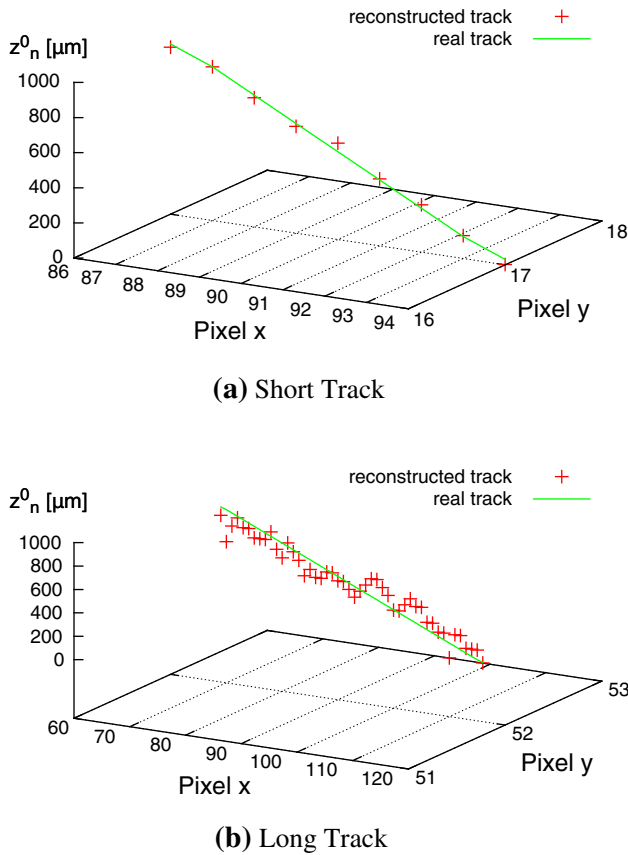 reconstructed track
real track
z⁰ₙ [μm]
1000
800
600
400
200
0
86
87
88
89
90
91
92
93
94
16
17
18
Pixel x
Pixel y
(a) Short Track
reconstructed track
real track
z⁰ₙ [μm]
1000
800
600
400
200
0
60
70
80
90
100
110
120
51
52
53
Pixel x
Pixel y
(b) Long Track